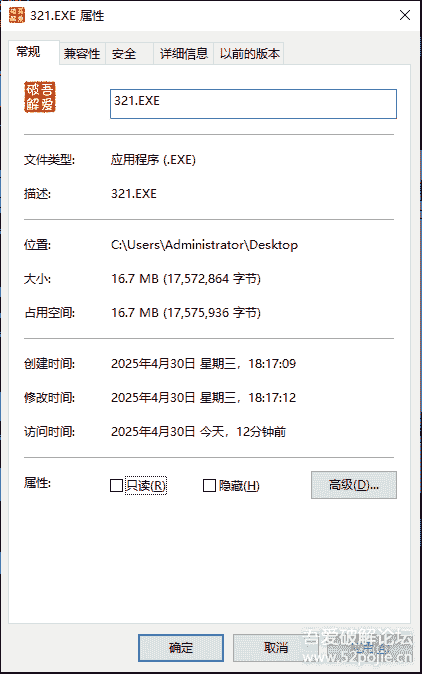 321.EXE 属性
常规 兼容性 安全 详细信息 以前的版本
破吾
解爱
321.EXE
文件类型: 应用程序 (.EXE)
描述: 321.EXE
位置: C:\Users\Administrator\Desktop
大小: 16.7 MB (17,572,864 字节)
占用空间: 16.7 MB (17,575,936 字节)
创建时间: 2025年4月30日 星期三，18:17:09
修改时间: 2025年4月30日 星期三，18:17:12
访问时间: 2025年4月30日 今天，12分钟前
属性: 只读(R) 隐藏(H) 高级(D)...
确定 取消
吾爱破解论坛
www.52pojie.cn